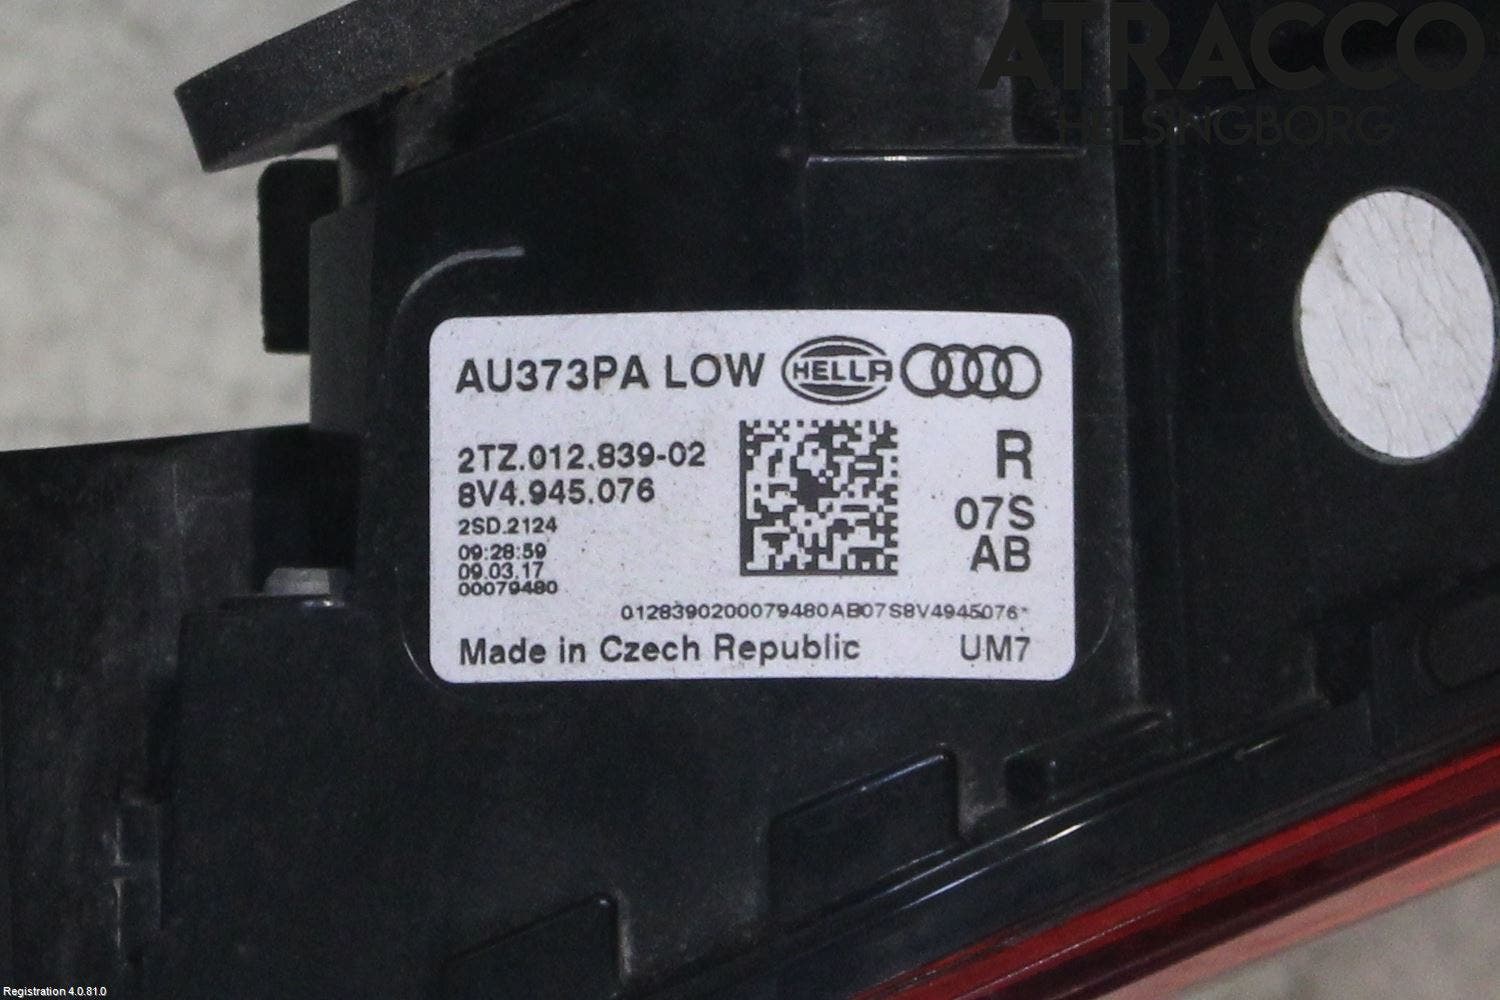 ATRACCO
HELSINGBORG
AU373PA LOW HELLA
2TZ.012.839-02
8V4.945.076
2SD.2124
09:28:59
09.03.17
00079480
R
07S
AB
0128390200079480AB07S8V4945076*
Made in Czech Republic UM7
Registration 4.0.81.0